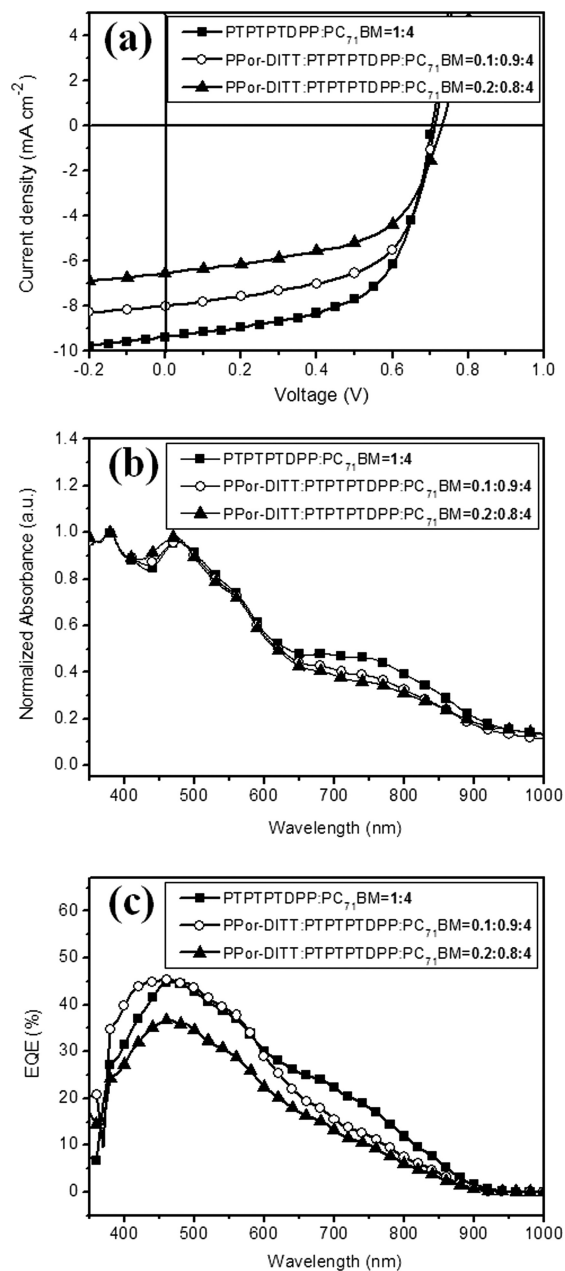 (a)
PTPTPTDPP:PC71BM=1:4
PPor-DITT:PTPTPTDPP:PC71BM=0.1:0.9:4
PPor-DITT:PTPTPTDPP:PC71BM=0.2:0.8:4
Current density (mA cm-2)
4
2
0
-2
-4
-6
-8
-10
-0.2 0.0 0.2 0.4 0.6 0.8 1.0
Voltage (V)
(b)
PTPTPTDPP:PC71BM=1:4
PPor-DITT:PTPTPTDPP:PC71BM=0.1:0.9:4
PPor-DITT:PTPTPTDPP:PC71BM=0.2:0.8:4
Normalized Absorbance (a.u.)
1.4
1.2
1.0
0.8
0.6
0.4
0.2
0.0
400 500 600 700 800 900 1000
Wavelength (nm)
(c)
PTPTPTDPP:PC71BM=1:4
PPor-DITT:PTPTPTDPP:PC71BM=0.1:0.9:4
PPor-DITT:PTPTPTDPP:PC71BM=0.2:0.8:4
EQE (%)
60
50
40
30
20
10
0
400 500 600 700 800 900 1000
Wavelength (nm)